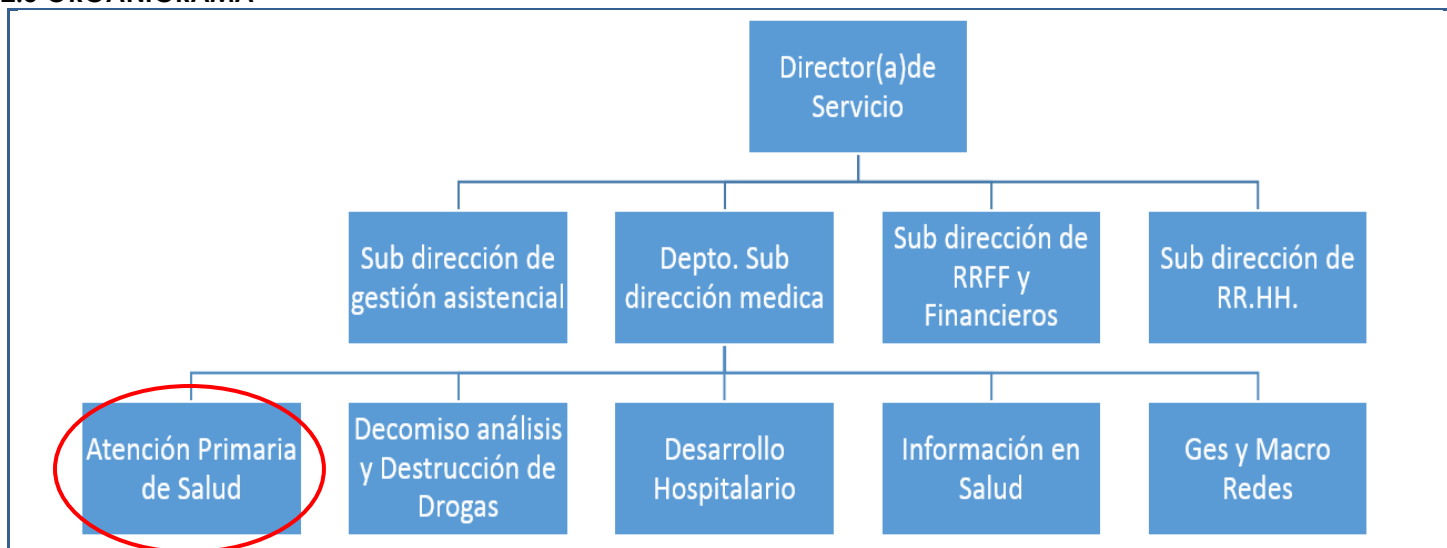 Director(a)de
Servicio
Sub dirección de
gestión asistencial
Depto. Sub
dirección medica
Sub dirección de
RRFF y
Financieros
Sub dirección de
RR.HH.
Atención Primaria
de Salud
Decomiso análisis
y Destrucción de
Drogas
Desarrollo
Hospitalario
Información en
Salud
Ges y Macro
Redes